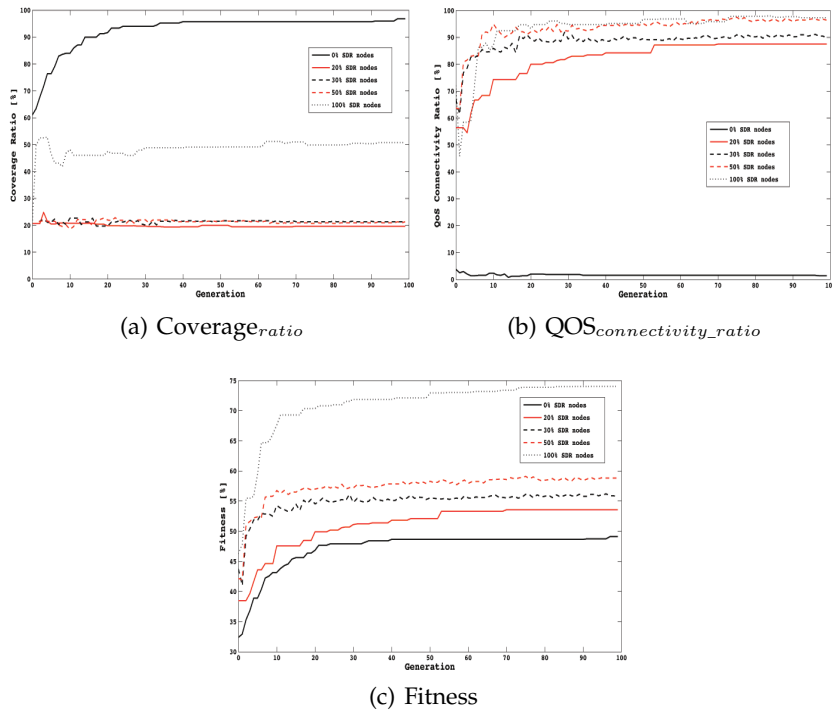 100
90
80
70
60
50
40
30
20
10
0
Coverage Ratio [%]
0% SDR nodes
20% SDR nodes
30% SDR nodes
50% SDR nodes
100% SDR nodes
0 10 20 30 40 50 60 70 80 90 100
Generation
(a) Coverage_ratio
100
90
80
70
60
50
40
30
20
10
0
QoS Connectivity Ratio [%]
0% SDR nodes
20% SDR nodes
30% SDR nodes
50% SDR nodes
100% SDR nodes
0 10 20 30 40 50 60 70 80 90 100
Generation
(b) QOS_connectivity_ratio
75
70
65
60
55
50
45
40
35
30
Fitness [%]
0% SDR nodes
20% SDR nodes
30% SDR nodes
50% SDR nodes
100% SDR nodes
0 10 20 30 40 50 60 70 80 90 100
Generation
(c) Fitness